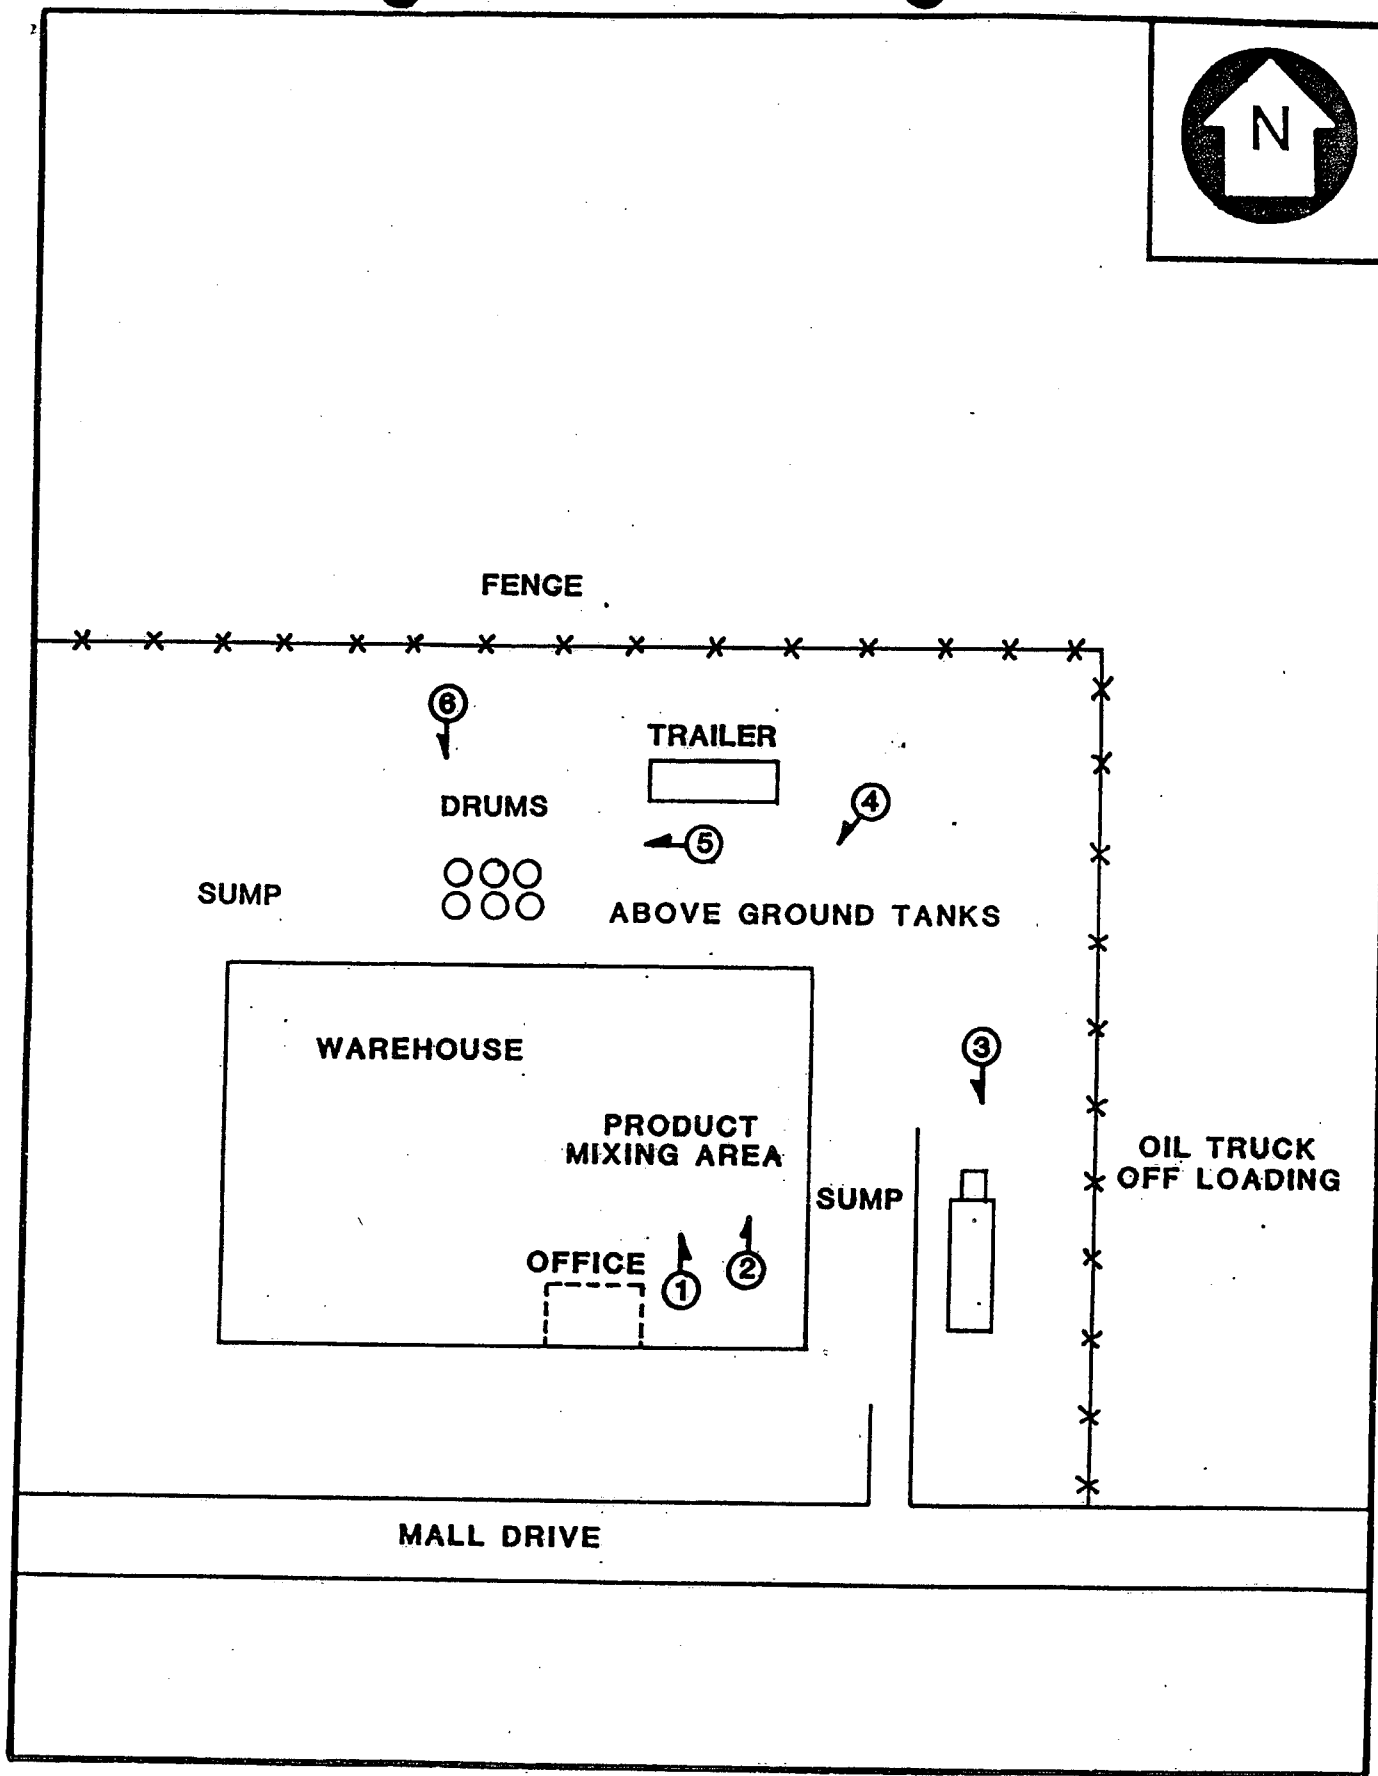 N
FENGE
6
TRAILER
4
DRUMS
5
SUMP
ABOVE GROUND TANKS
WAREHOUSE
3
PRODUCT
MIXING AREA
OIL TRUCK
OFF LOADING
SUMP
OFFICE
2
1
MALL DRIVE